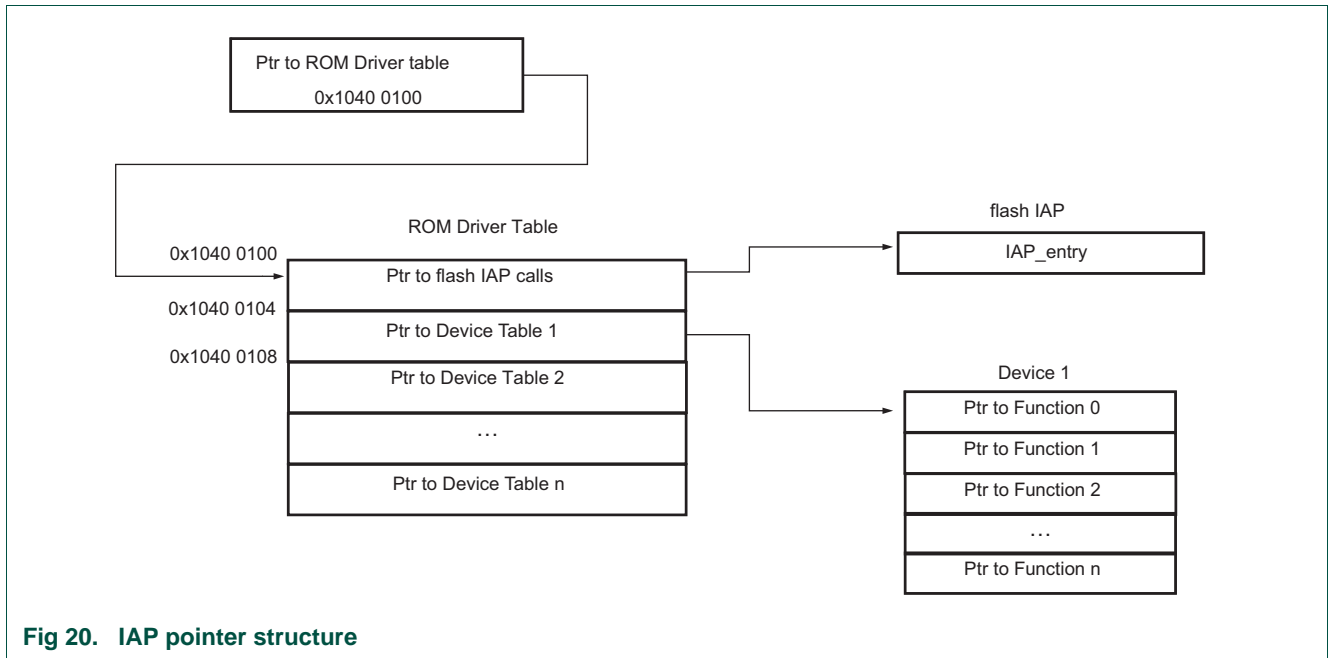 Ptr to ROM Driver table
0x1040 0100
ROM Driver Table
0x1040 0100
Ptr to flash IAP calls
0x1040 0104
Ptr to Device Table 1
0x1040 0108
Ptr to Device Table 2
...
Ptr to Device Table n
flash IAP
IAP_entry
Device 1
Ptr to Function 0
Ptr to Function 1
Ptr to Function 2
...
Ptr to Function n
Fig 20. IAP pointer structure